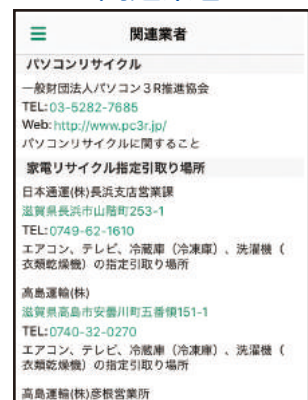 関連業者
パソコンリサイクル
一般財団法人パソコン3R推進協会
TEL:03-5282-7685
Web:http://www.pc3r.jp/
パソコンリサイクルに関すること
家電リサイクル指定引取り場所
日本通運(株)長浜支店営業課
滋賀県長浜市山階町253-1
TEL:0749-62-1610
エアコン、テレビ、冷蔵庫（冷凍庫）、洗濯機（
衣類乾燥機）の指定引取り場所
高島運輸(株)
滋賀県高島市安曇川町五番領151-1
TEL:0740-32-0270
エアコン、テレビ、冷蔵庫（冷凍庫）、洗濯機（
衣類乾燥機）の指定引取り場所
高島運輸(株)彦根営業所